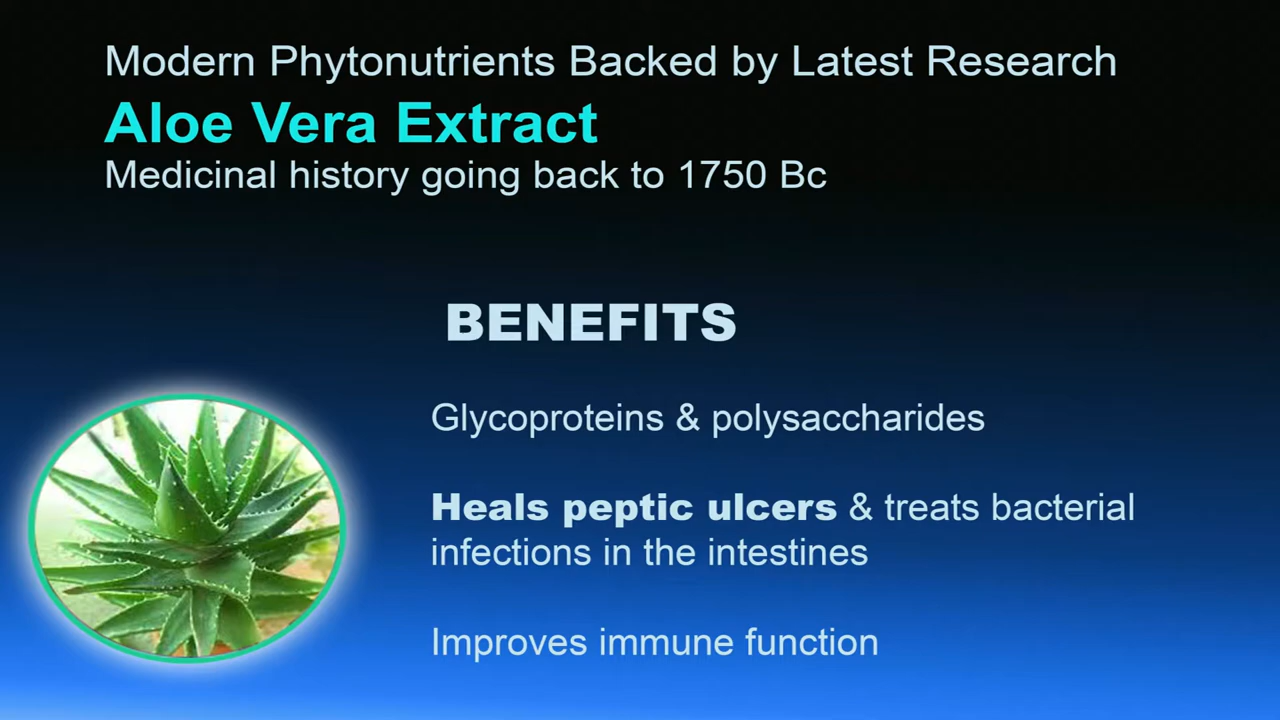 Modern Phytonutrients Backed by Latest Research
Aloe Vera Extract
Medicinal history going back to 1750 Bc
BENEFITS
Glycoproteins & polysaccharides
Heals peptic ulcers & treats bacterial
infections in the intestines
Improves immune function